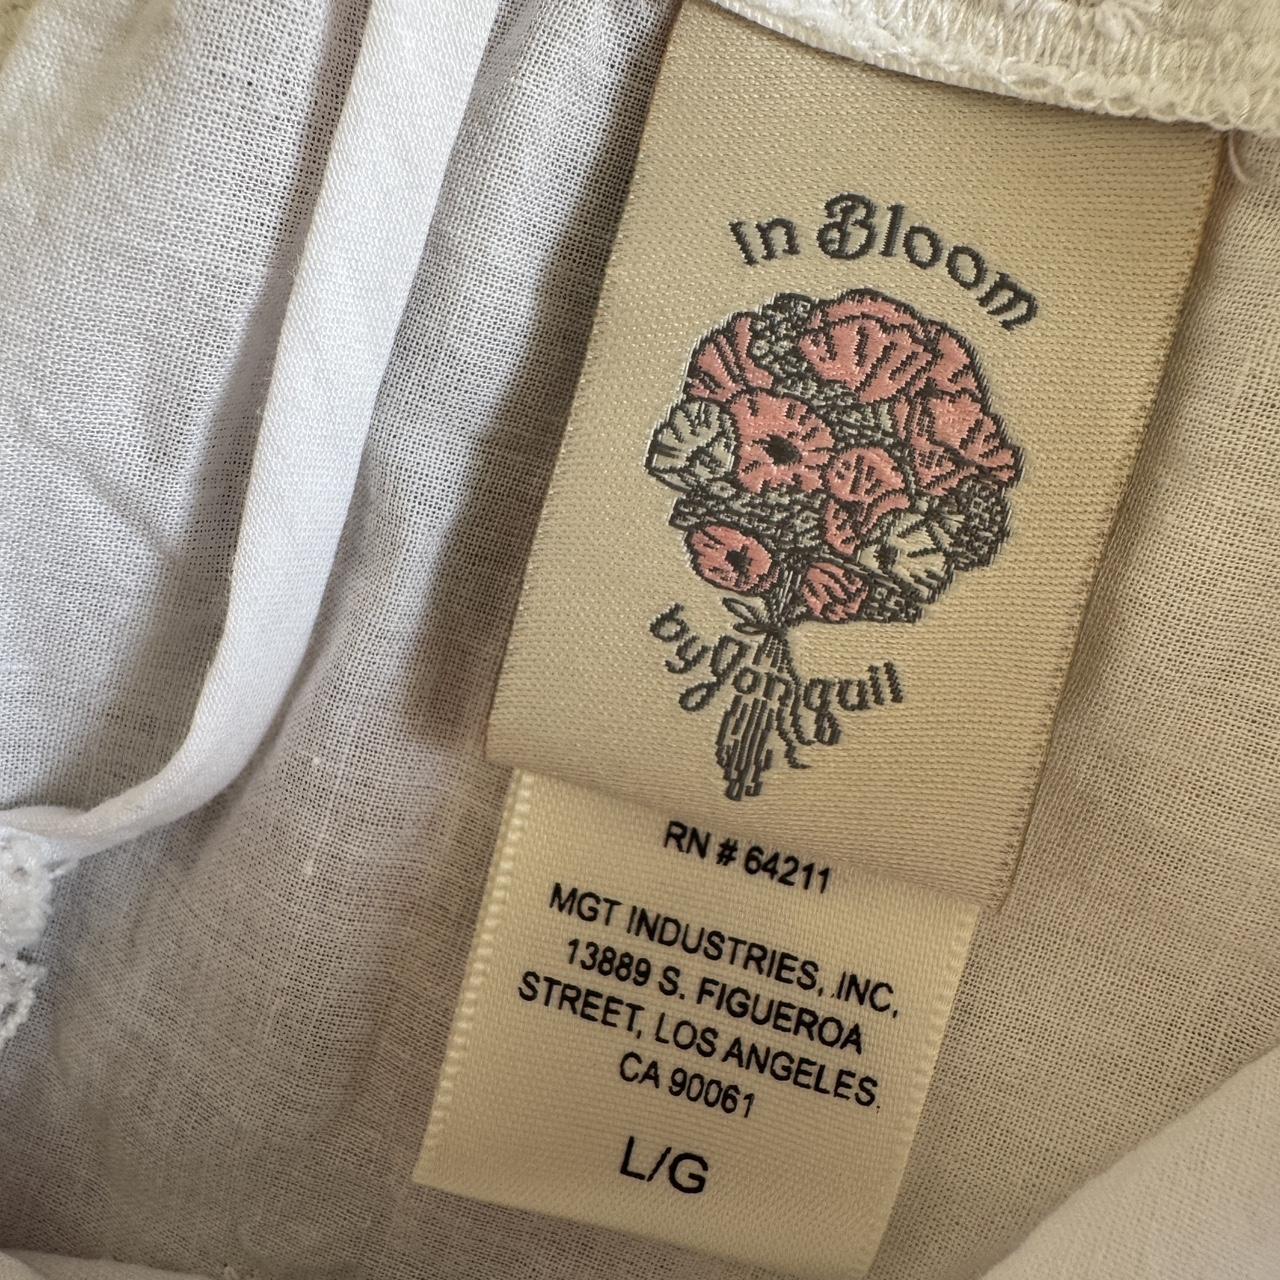 In Bloom
by Jonquil
RN # 64211
MGT INDUSTRIES, INC,
13889 S. FIGUEROA
STREET, LOS ANGELES,
CA 90061
L/G